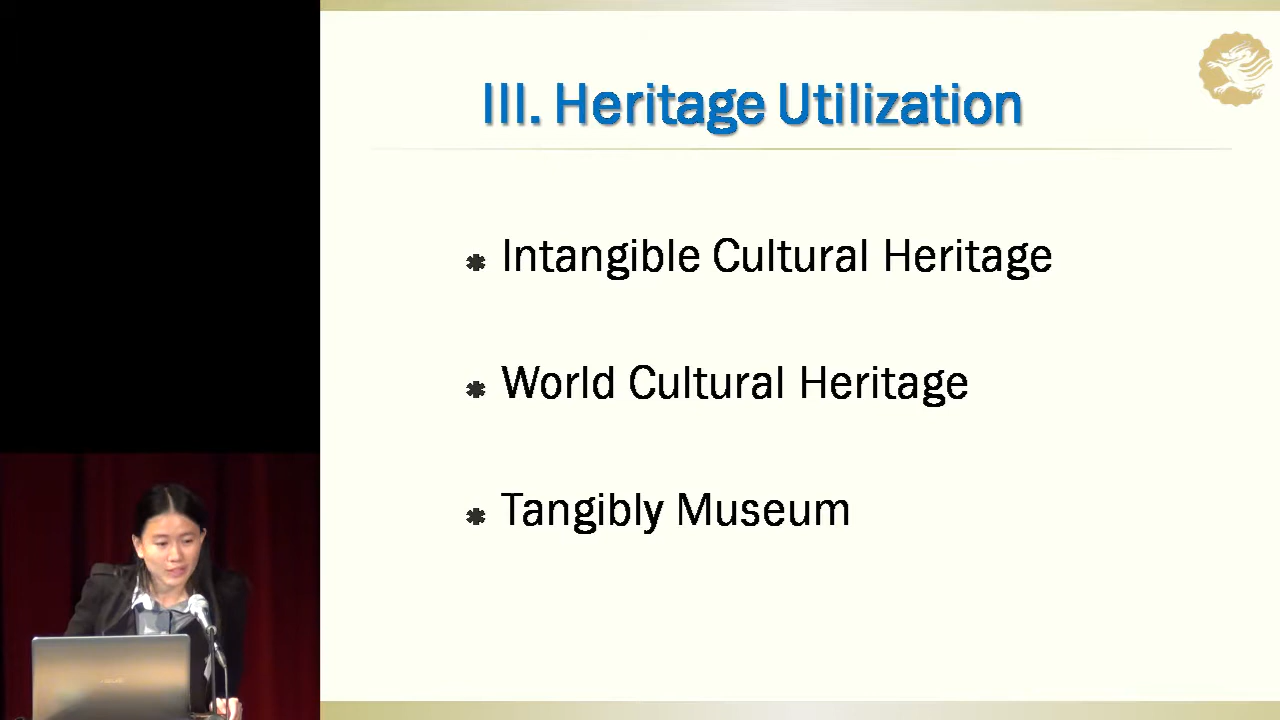 III. Heritage Utilization
Intangible Cultural Heritage
World Cultural Heritage
Tangibly Museum